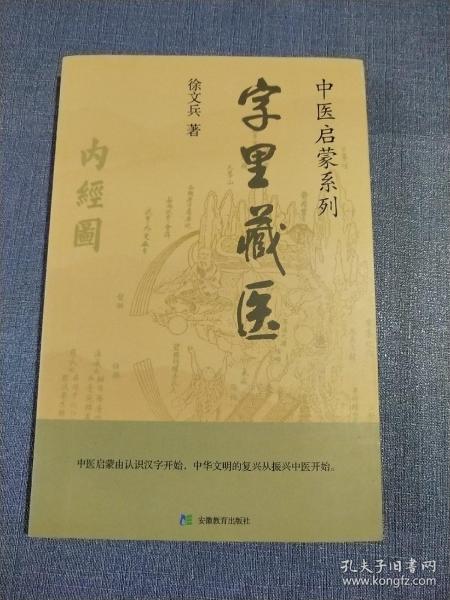 中医启蒙系列
字里藏医
徐文兵 著
内經圖
中医启蒙由认识汉字开始，中华文明的复兴从振兴中医开始。
安徽教育出版社
孔夫子旧书网
www.kongfz.com